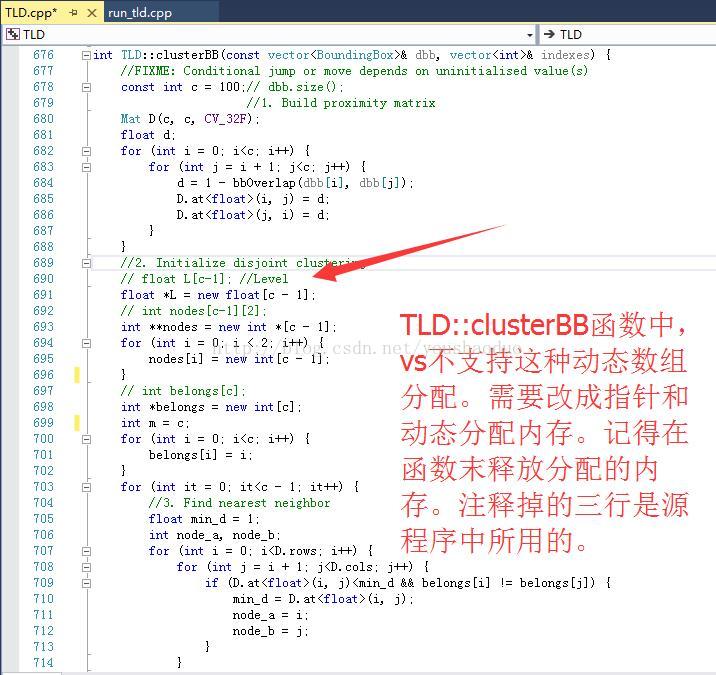 TLD.cpp*
run_tld.cpp
TLD
TLD
676 int TLD::clusterBB(const vector<BoundingBox>& dbb, vector<int>& indexes) {
677 //FIXME: Conditional jump or move depends on uninitialised value(s)
678 const int c = 100;// dbb.size();
679 //1. Build proximity matrix
680 Mat D(c, c, CV_32F);
681 float d;
682 for (int i = 0; i<c; i++) {
683 for (int j = i + 1; j<c; j++) {
684 d = 1 - bbOverlap(dbb[i], dbb[j]);
685 D.at<float>(i, j) = d;
686 D.at<float>(j, i) = d;
687 }
688 }
689 //2. Initialize disjoint clustering
690 // float L[c-1]; //Level
691 float *L = new float[c - 1];
692 // int nodes[c-1][2];
693 int **nodes = new int *[c - 1];
694 for (int i = 0; i < 2; i++) {
695 nodes[i] = new int[c - 1];
696 }
697 // int belongs[c];
698 int *belongs = new int[c];
699 int m = c;
700 for (int i = 0; i<c; i++) {
701 belongs[i] = i;
702 }
703 for (int it = 0; it<c - 1; it++) {
704 //3. Find nearest neighbor
705 float min_d = 1;
706 int node_a, node_b;
707 for (int i = 0; i<D.rows; i++) {
708 for (int j = i + 1; j<D.cols; j++) {
709 if (D.at<float>(i, j)<min_d && belongs[i] != belongs[j]) {
710 min_d = D.at<float>(i, j);
711 node_a = i;
712 node_b = j;
713 }
714 }
TLD::clusterBB函数中,
vs不支持这种动态数组
分配。需要改成指针和
动态分配内存。记得在
函数末释放分配的内
存。注释掉的三行是源
程序中所用的。